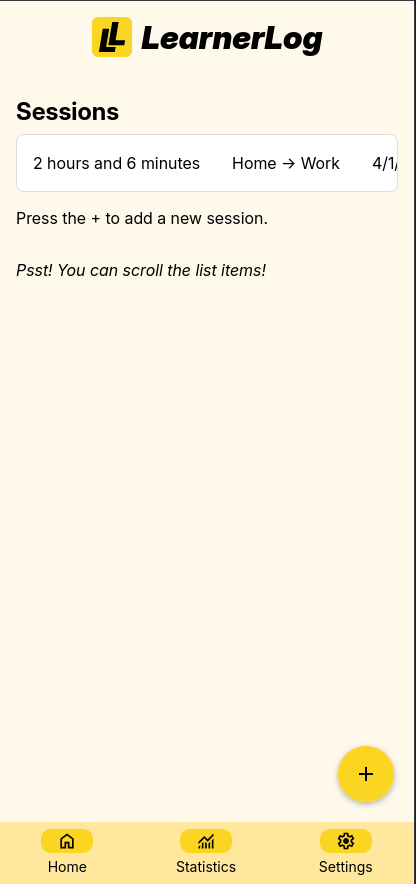 LL LearnerLog
Sessions
2 hours and 6 minutes Home → Work 4/1/
Press the + to add a new session.
Psst! You can scroll the list items!
+
Home Statistics Settings